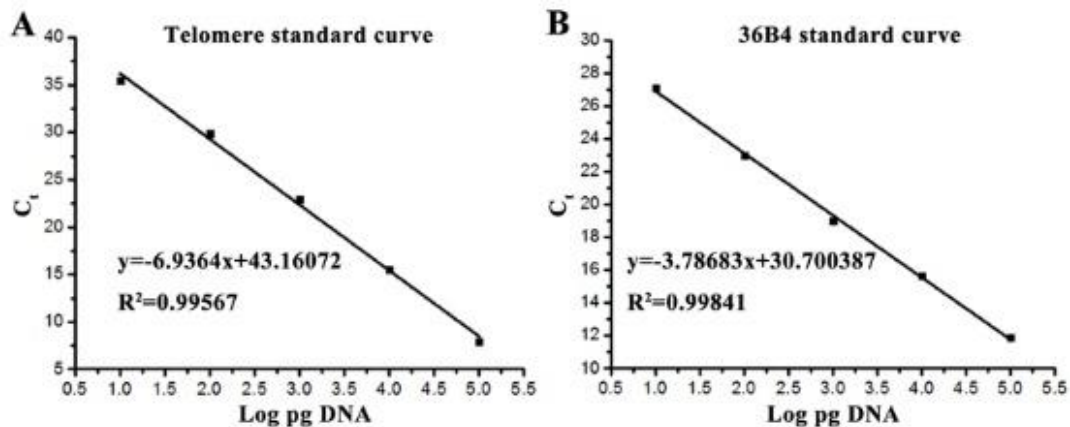 A
Telomere standard curve
40
35
30
25
20
15
10
5
Ct
y=-6.9364x+43.16072
R²=0.99567
0.5 1.0 1.5 2.0 2.5 3.0 3.5 4.0 4.5 5.0 5.5
Log pg DNA
B
36B4 standard curve
30
28
26
24
22
20
18
16
14
12
10
Ct
y=-3.78683x+30.700387
R²=0.99841
0.5 1.0 1.5 2.0 2.5 3.0 3.5 4.0 4.5 5.0 5.5
Log pg DNA